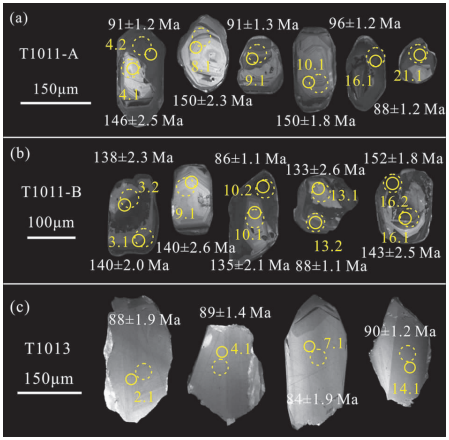 (a)
91±1.2 Ma
91±1.3 Ma
96±1.2 Ma
T1011-A
4.2
4.1
9.1
10.1
16.1
21.1
150μm
150±2.3 Ma
88±1.2 Ma
146±2.5 Ma
150±1.8 Ma
(b)
138±2.3 Ma
86±1.1 Ma
133±2.6 Ma
152±1.8 Ma
T1011-B
3.2
9.1
10.2
13.1
16.2
100μm
3.1
10.1
13.2
16.1
140±2.6 Ma
143±2.5 Ma
140±2.0 Ma
135±2.1 Ma
88±1.1 Ma
(c)
88±1.9 Ma
89±1.4 Ma
90±1.2 Ma
T1013
4.1
7.1
150μm
2.1
14.1
84±1.9 Ma